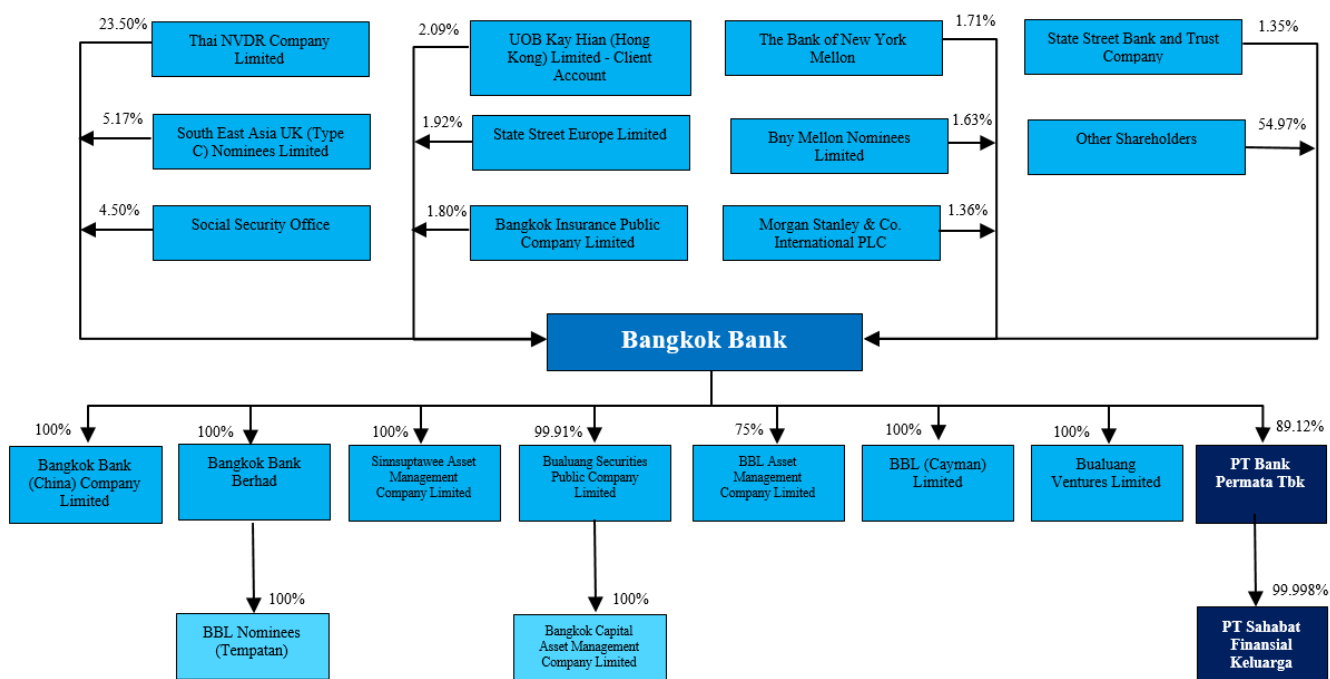 23.50%
Thai NVDR Company
Limited
2.09%
UOB Kay Hian (Hong
Kong) Limited - Client
Account
The Bank of New York
Mellon
1.71%
State Street Bank and Trust
Company
1.35%
5.17%
South East Asia UK (Type
C) Nominees Limited
1.92%
State Street Europe Limited
Bny Mellon Nominees
Limited
1.63%
Other Shareholders
54.97%
4.50%
Social Security Office
1.80%
Bangkok Insurance Public
Company Limited
Morgan Stanley & Co.
International PLC
1.36%
Bangkok Bank
100%
Bangkok Bank
(China) Company
Limited
100%
Bangkok Bank
Berhad
100%
Sinnsuptawee Asset
Management
Company Limited
99.91%
Bualuang Securities
Public Company
Limited
75%
BBL Asset
Management
Company Limited
100%
BBL (Cayman)
Limited
100%
Bualuang
Ventures Limited
89.12%
PT Bank
Permata Tbk
100%
BBL Nominees
(Tempatan)
100%
Bangkok Capital
Asset Management
Company Limited
99.998%
PT Sahabat
Finansial
Keluarga